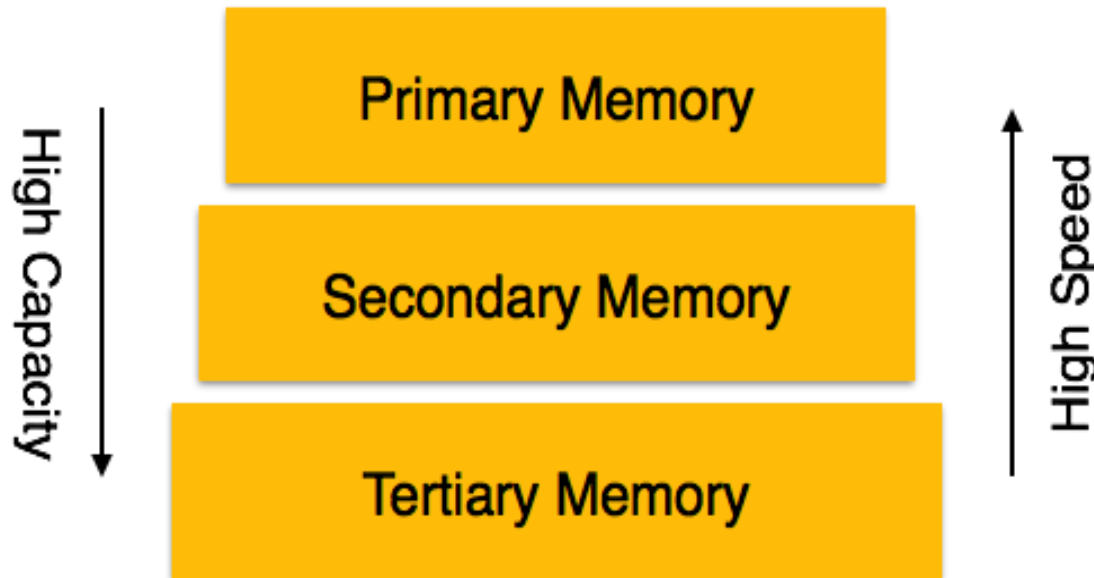 Primary Memory
High Capacity
High Speed
Secondary Memory
Tertiary Memory